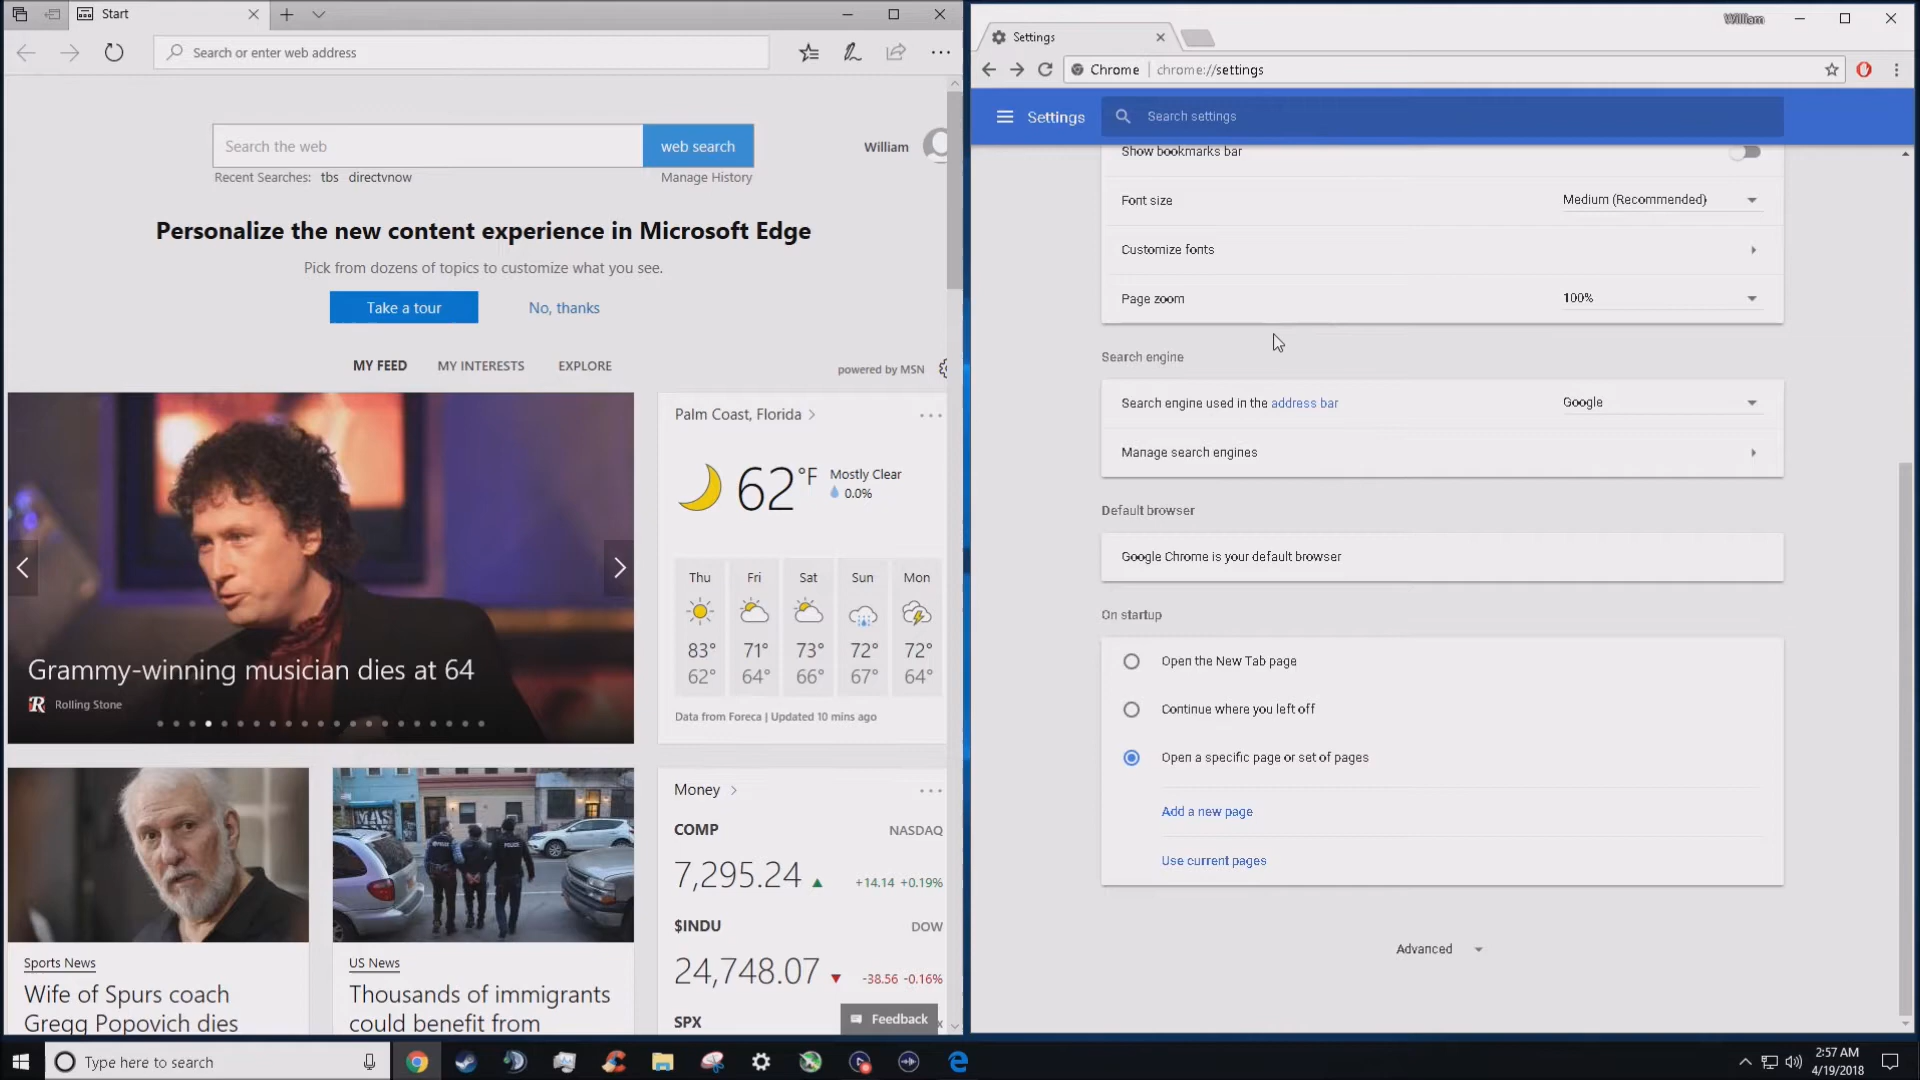 Start
Search or enter web address
Search the web
web search
William
Recent Searches: tbs directvnow
Manage History
Personalize the new content experience in Microsoft Edge
Pick from dozens of topics to customize what you see.
Take a tour
No, thanks
MY FEED
MY INTERESTS
EXPLORE
powered by MSN
Grammy-winning musician dies at 64
Rolling Stone
Palm Coast, Florida
62 °F
Mostly Clear
0.0%
Thu Fri Sat Sun Mon
83° 71° 73° 72° 72°
62° 64° 66° 67° 64°
Data from Foreca | Updated 10 mins ago
MAS
POLICE
Sports News
Wife of Spurs coach
Gregg Popovich dies
US News
Thousands of immigrants
could benefit from
Money
COMP NASDAQ
7,295.24 +14.14 +0.19%
$INDU DOW
24,748.07 -38.56 -0.16%
SPX
Feedback
William
Settings
Chrome chrome://settings
Settings
Search settings
Show bookmarks bar
Font size Medium (Recommended)
Customize fonts
Page zoom 100%
Search engine
Search engine used in the address bar Google
Manage search engines
Default browser
Google Chrome is your default browser
On startup
Open the New Tab page
Continue where you left off
Open a specific page or set of pages
Add a new page
Use current pages
Advanced
Type here to search
2:57 AM
4/19/2018